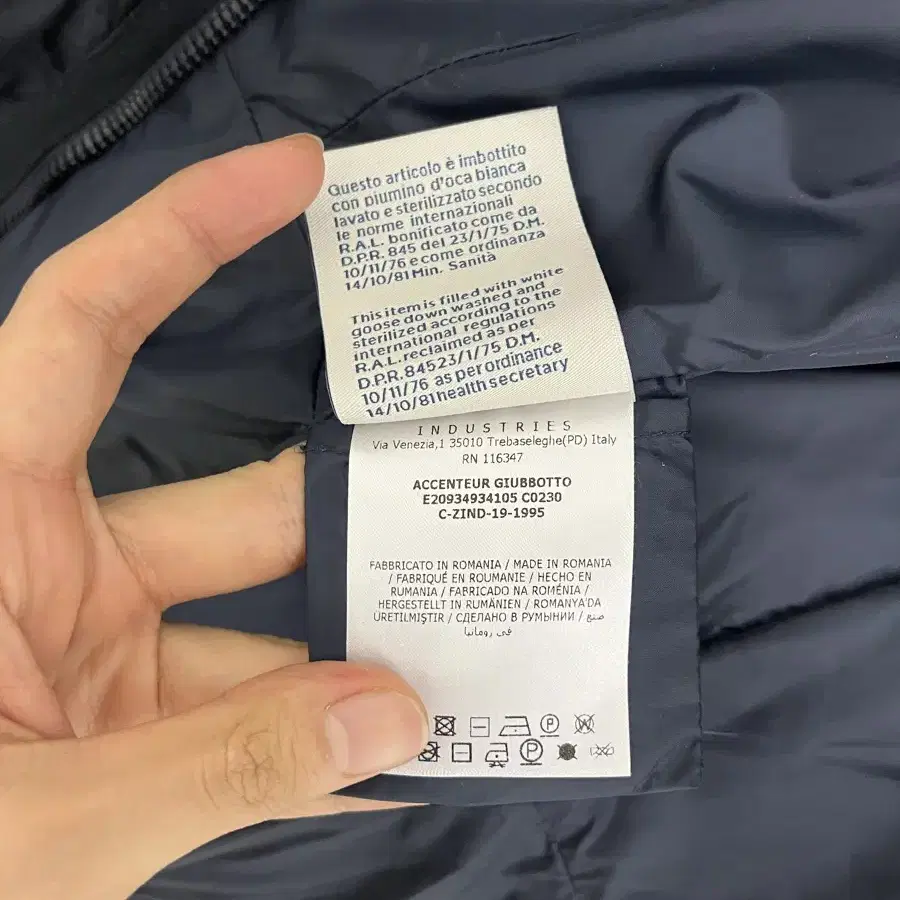 Questo articolo è imbottito
con piumino d'oca bianca
lavato e sterilizzato secondo
le norme internazionali
R.A.L. bonificato come da
D.P.R. 845 del 23/1/75 D.M.
10/11/76 e come ordinanza
14/10/81 Min. Sanità
This item is filled with white
goose down washed and
sterilized according to the
international regulations
R.A.L. reclaimed as per
D.P.R. 84523/1/75 D.M.
10/11/76 as per ordinance
14/10/81 health secretary
INDUSTRIES
Via Venezia,1 35010 Trebaseleghe(PD) Italy
RN 116347
ACCENTEUR GIUBBOTTO
E20934934105 C0230
C-ZIND-19-1995
FABBRICATO IN ROMANIA / MADE IN ROMANIA
/ FABRIQUÉ EN ROUMANIE / HECHO EN
RUMANIA / FABRICADO NA ROMÉNIA /
HERGESTELLT IN RUMÄNIEN / ROMANYA'DA
ÜRETILMIŞTIR / СДЕЛАНО В РУМЫНИИ / صنع
في رومانيا